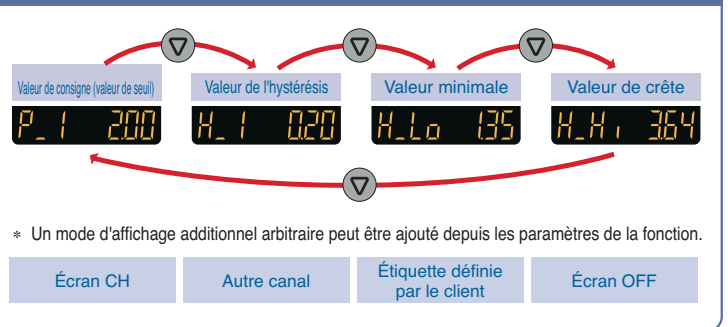 Valeur de consigne (valeur de seuil)
Valeur de l'hystérésis
Valeur minimale
Valeur de crête
P_1 2.00
H_1 0.20
H_Lo 1.35
H_Hi 3.64
* Un mode d'affichage additionnel arbitraire peut être ajouté depuis les paramètres de la fonction.
Écran CH
Autre canal
Étiquette définie
par le client
Écran OFF